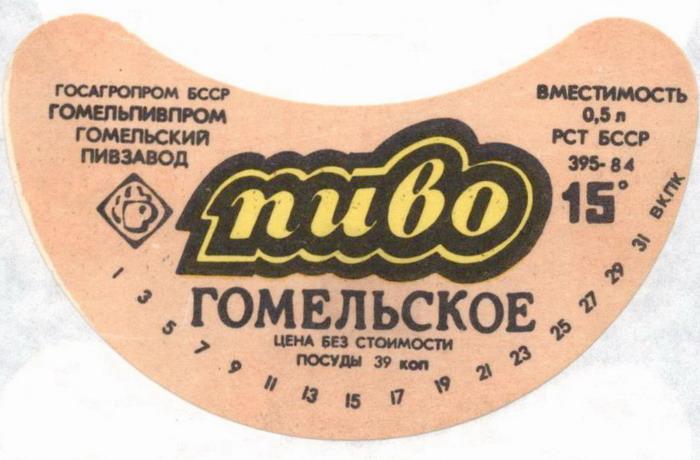 ГОСАГРОПРОМ БССР
ГОМЕЛЬПИВПРОМ
ГОМЕЛЬСКИЙ
ПИВЗАВОД
ВМЕСТИМОСТЬ
0,5 л
РСТ БССР
395-84
15°
пиво
ГОМЕЛЬСКОЕ
ЦЕНА БЕЗ СТОИМОСТИ
ПОСУДЫ 39 коп
1 3 5 7 9 11 13 15 17 19 21 23 25 27 29 31 ВКПК